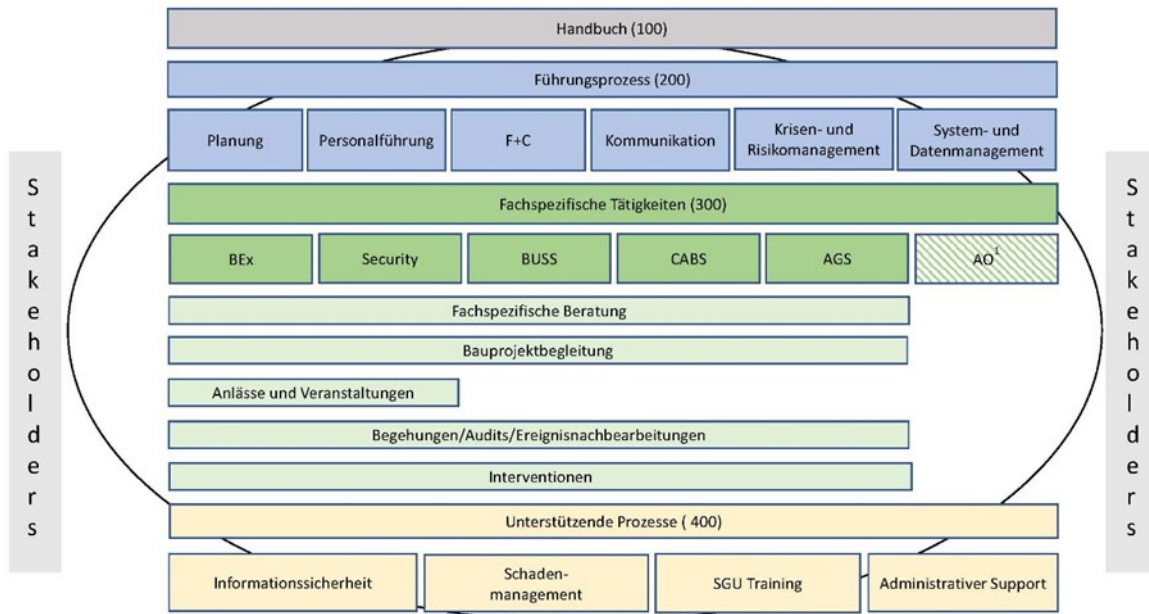 Handbuch (100)
Führungsprozess (200)
Planung
Personalführung
F+C
Kommunikation
Krisen- und
Risikomanagement
System- und
Datenmanagement
Stakeholders
Stakeholders
Fachspezifische Tätigkeiten (300)
BEx
Security
BUSS
CABS
AGS
AO¹
Fachspezifische Beratung
Bauprojektbegleitung
Anlässe und Veranstaltungen
Begehungen/Audits/Ereignisnachbearbeitungen
Interventionen
Unterstützende Prozesse ( 400)
Informationssicherheit
Schaden-
management
SGU Training
Administrativer Support